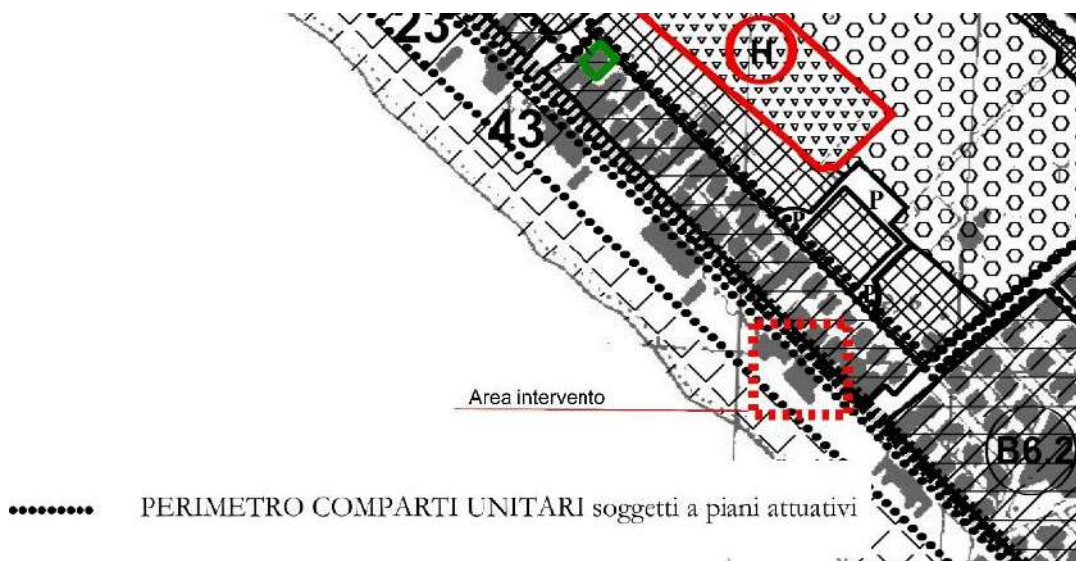 23
H
43
P
P
P
Area intervento
B6.2
PERIMETRO COMPARTI UNITARI soggetti a piani attuativi